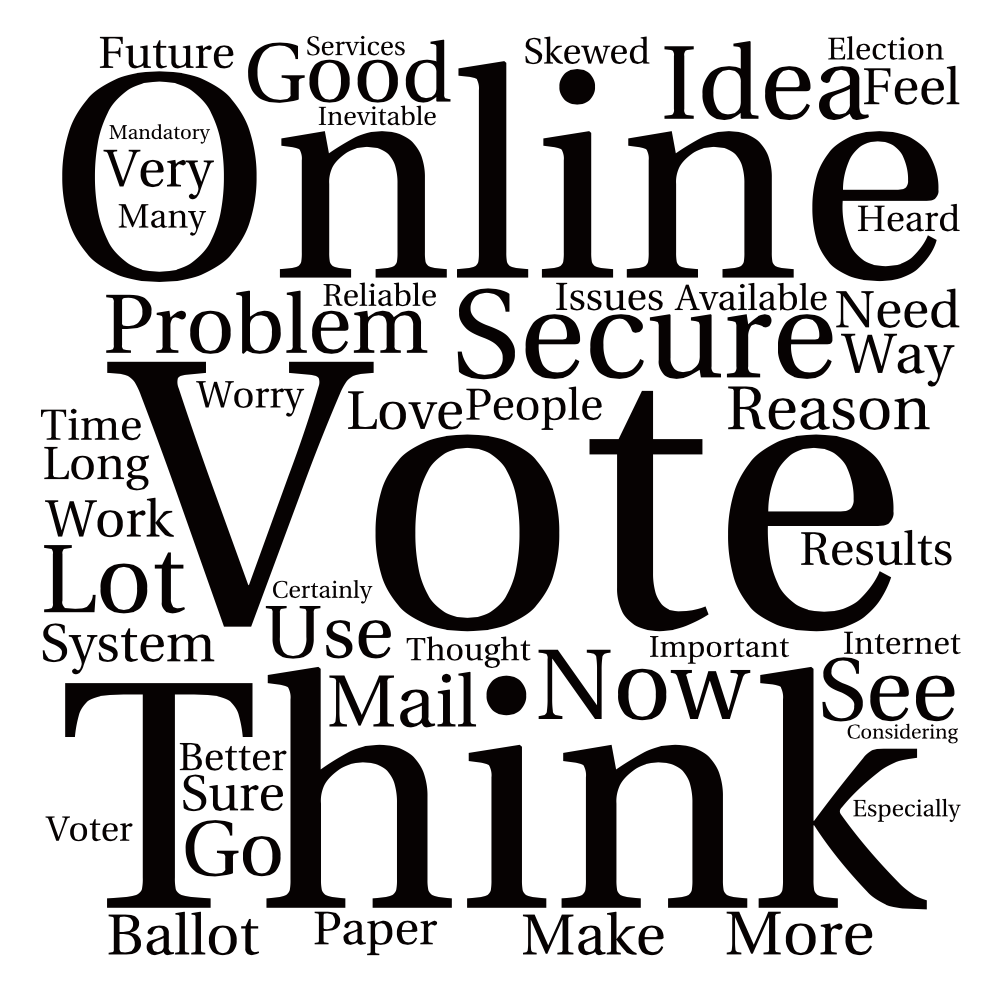 Future
Services
Good
Skewed
Idea
Election
Feel
Inevitable
Online
Mandatory
Very
Many
Heard
Problem
Reliable
Secure
Issues
Available
Need
Way
Worry
Love
People
Reason
Time
Long
Vote
Work
Lot
Results
Certainly
System
Use
Thought
Important
Internet
Mail
Now
See
Considering
Think
Better
Sure
Go
Voter
Especially
Ballot
Paper
Make
More